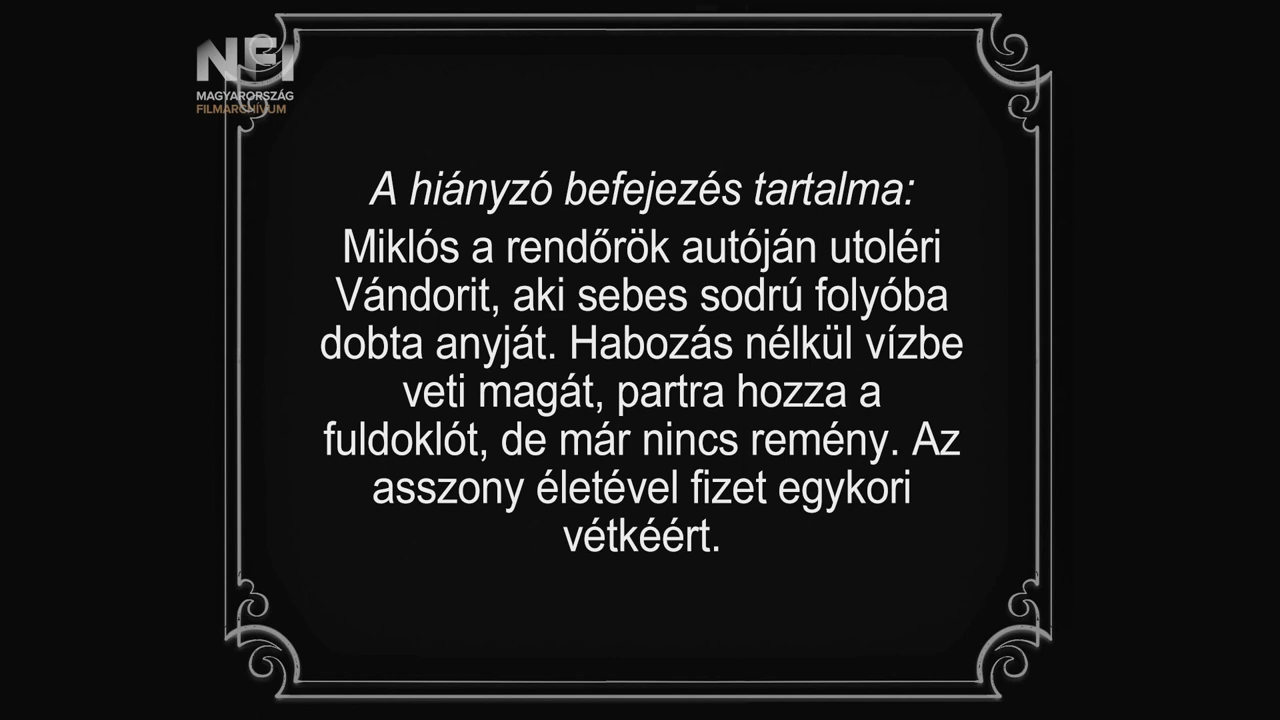 NFI
MAGYARORSZÁG
FILMARCHÍVUM
A hiányzó befejezés tartalma:
Miklós a rendőrök autóján utoléri
Vándorit, aki sebes sodrú folyóba
dobta anyját. Habozás nélkül vízbe
veti magát, partra hozza a
fuldoklót, de már nincs remény. Az
asszony életével fizet egykori
vétkéért.